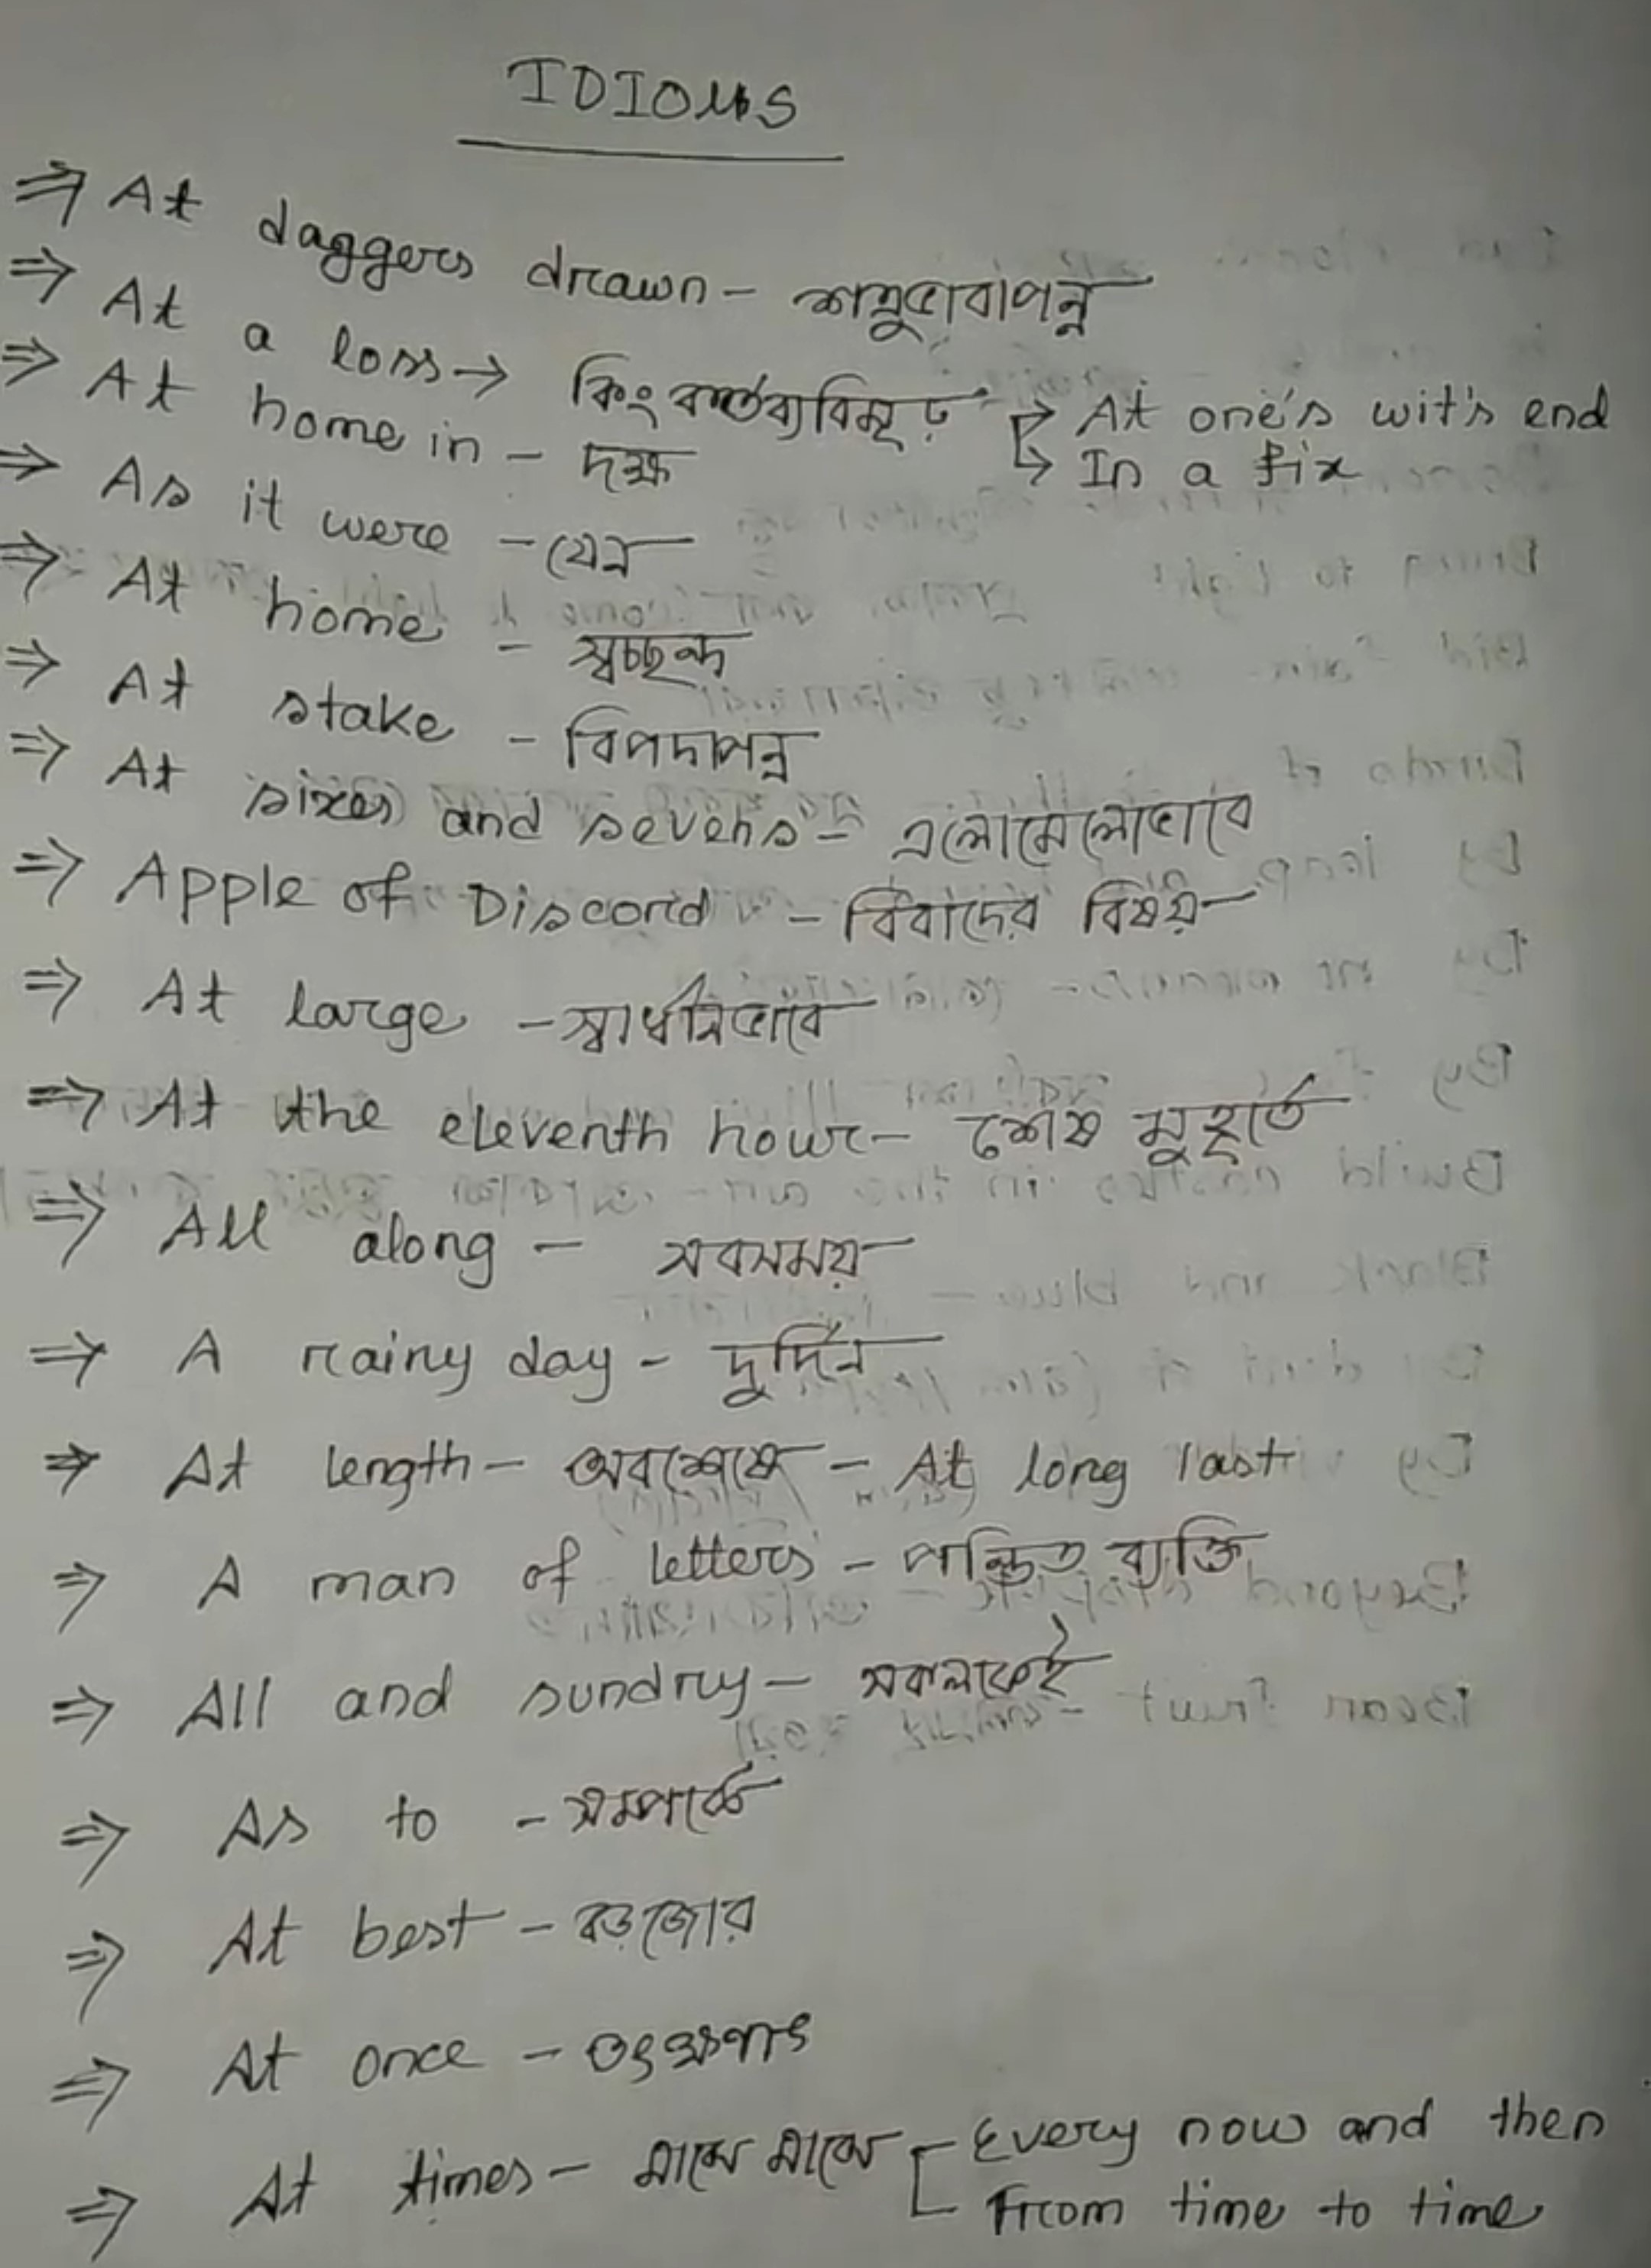 IDIOMS
⇒ At daggers drawn - শত্রুভাবাপন্ন
⇒ At a loss → কিংকর্তব্যবিমূঢ় → At one's wit's end
→ In a fix
⇒ At home in - দক্ষ
⇒ As it were - যেন
⇒ At home - স্বচ্ছন্দ
⇒ At stake - বিপদাপন্ন
⇒ At sixes and sevens - এলোমেলোভাবে
⇒ Apple of Discord - বিবাদের বিষয়
⇒ At large - স্বাধীনভাবে
⇒ At the eleventh hour - শেষ মুহূর্তে
⇒ All along - সবসময়
⇒ A rainy day - দুর্দিন
⇒ At length - অবশেষে - At long last
⇒ A man of letters - পন্ডিত ব্যক্তি
⇒ All and sundry - সকলকেই
⇒ As to - সম্পর্কে
⇒ At best - বড়জোর
⇒ At once - তৎক্ষণাৎ
⇒ At times - মাঝে মাঝে [ Every now and then
From time to time